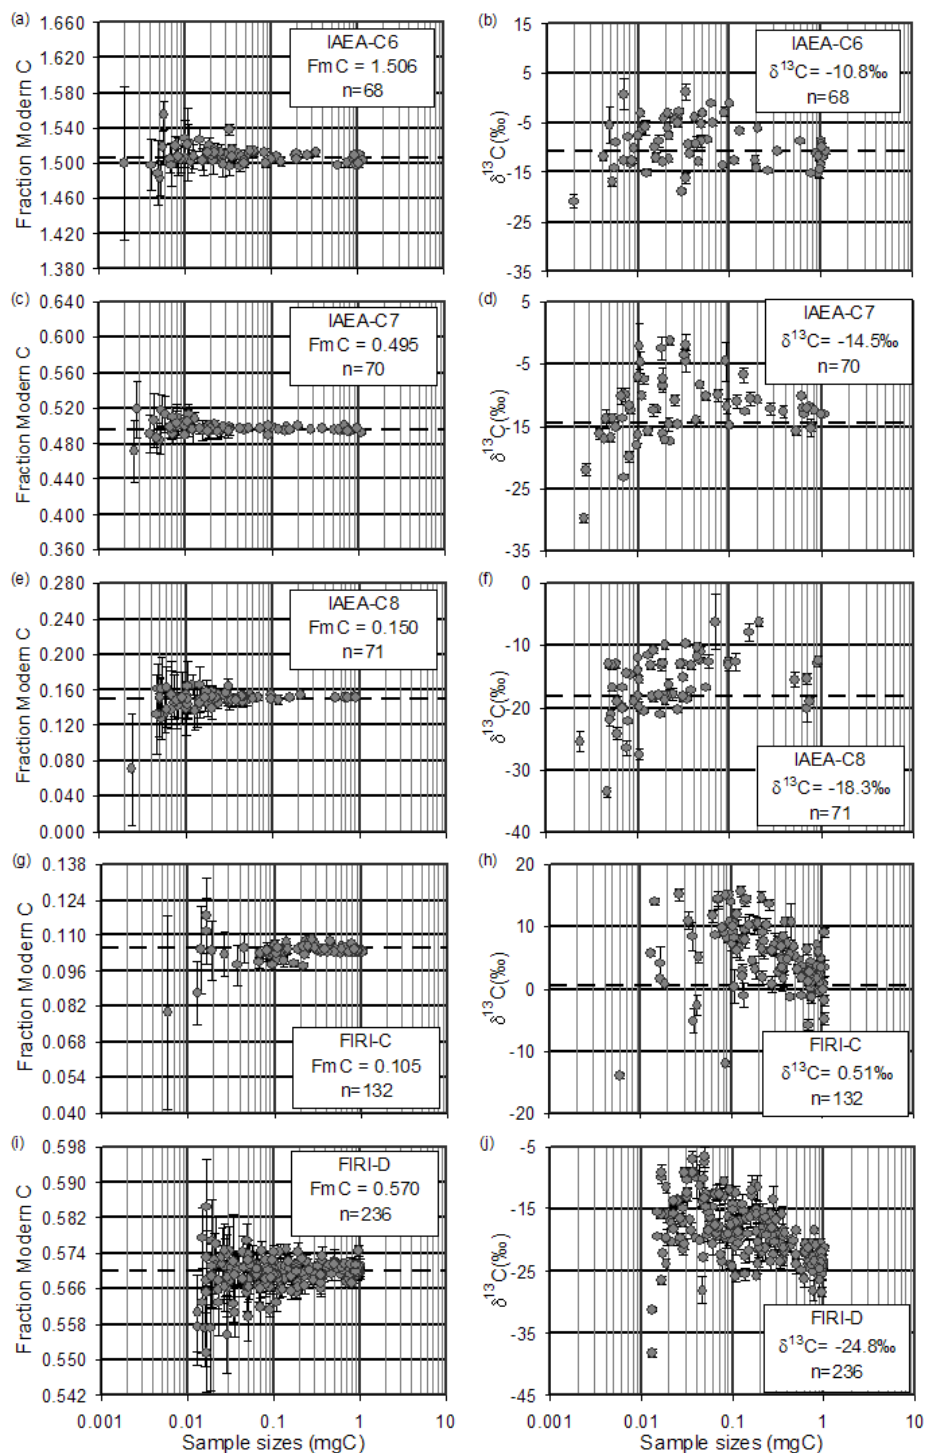 (a)
Fraction Modern C
1.660
1.620
1.580
1.540
1.500
1.460
1.420
1.380
IAEA-C6
FmC = 1.506
n=68
(b)
δ¹³C(‰)
15
5
-5
-15
-25
-35
IAEA-C6
δ¹³C= -10.8‰
n=68
(c)
Fraction Modern C
0.640
0.600
0.560
0.520
0.480
0.440
0.400
0.360
IAEA-C7
FmC = 0.495
n=70
(d)
δ¹³C(‰)
5
-5
-15
-25
-35
IAEA-C7
δ¹³C= -14.5‰
n=70
(e)
Fraction Modern C
0.280
0.240
0.200
0.160
0.120
0.080
0.040
0.000
IAEA-C8
FmC = 0.150
n=71
(f)
δ¹³C(‰)
0
-10
-20
-30
-40
IAEA-C8
δ¹³C= -18.3‰
n=71
(g)
Fraction Modern C
0.138
0.124
0.110
0.096
0.082
0.068
0.054
0.040
FIRI-C
FmC = 0.105
n=132
(h)
δ¹³C(‰)
20
10
0
-10
-20
FIRI-C
δ¹³C= 0.51‰
n=132
(i)
Fraction Modern C
0.598
0.590
0.582
0.574
0.566
0.558
0.550
0.542
FIRI-D
FmC = 0.570
n=236
0.001
0.01
0.1
1
10
Sample sizes (mgC)
(j)
δ¹³C(‰)
-5
-15
-25
-35
-45
FIRI-D
δ¹³C= -24.8‰
n=236
0.001
0.01
0.1
1
10
Sample sizes (mgC)